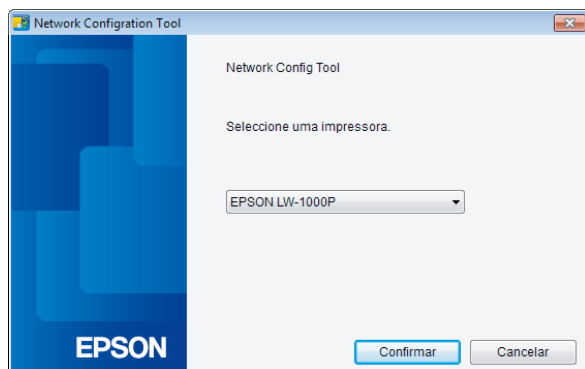 Network Configration Tool
Network Config Tool
Seleccione uma impressora.
EPSON LW-1000P
EPSON
Confirmar Cancelar